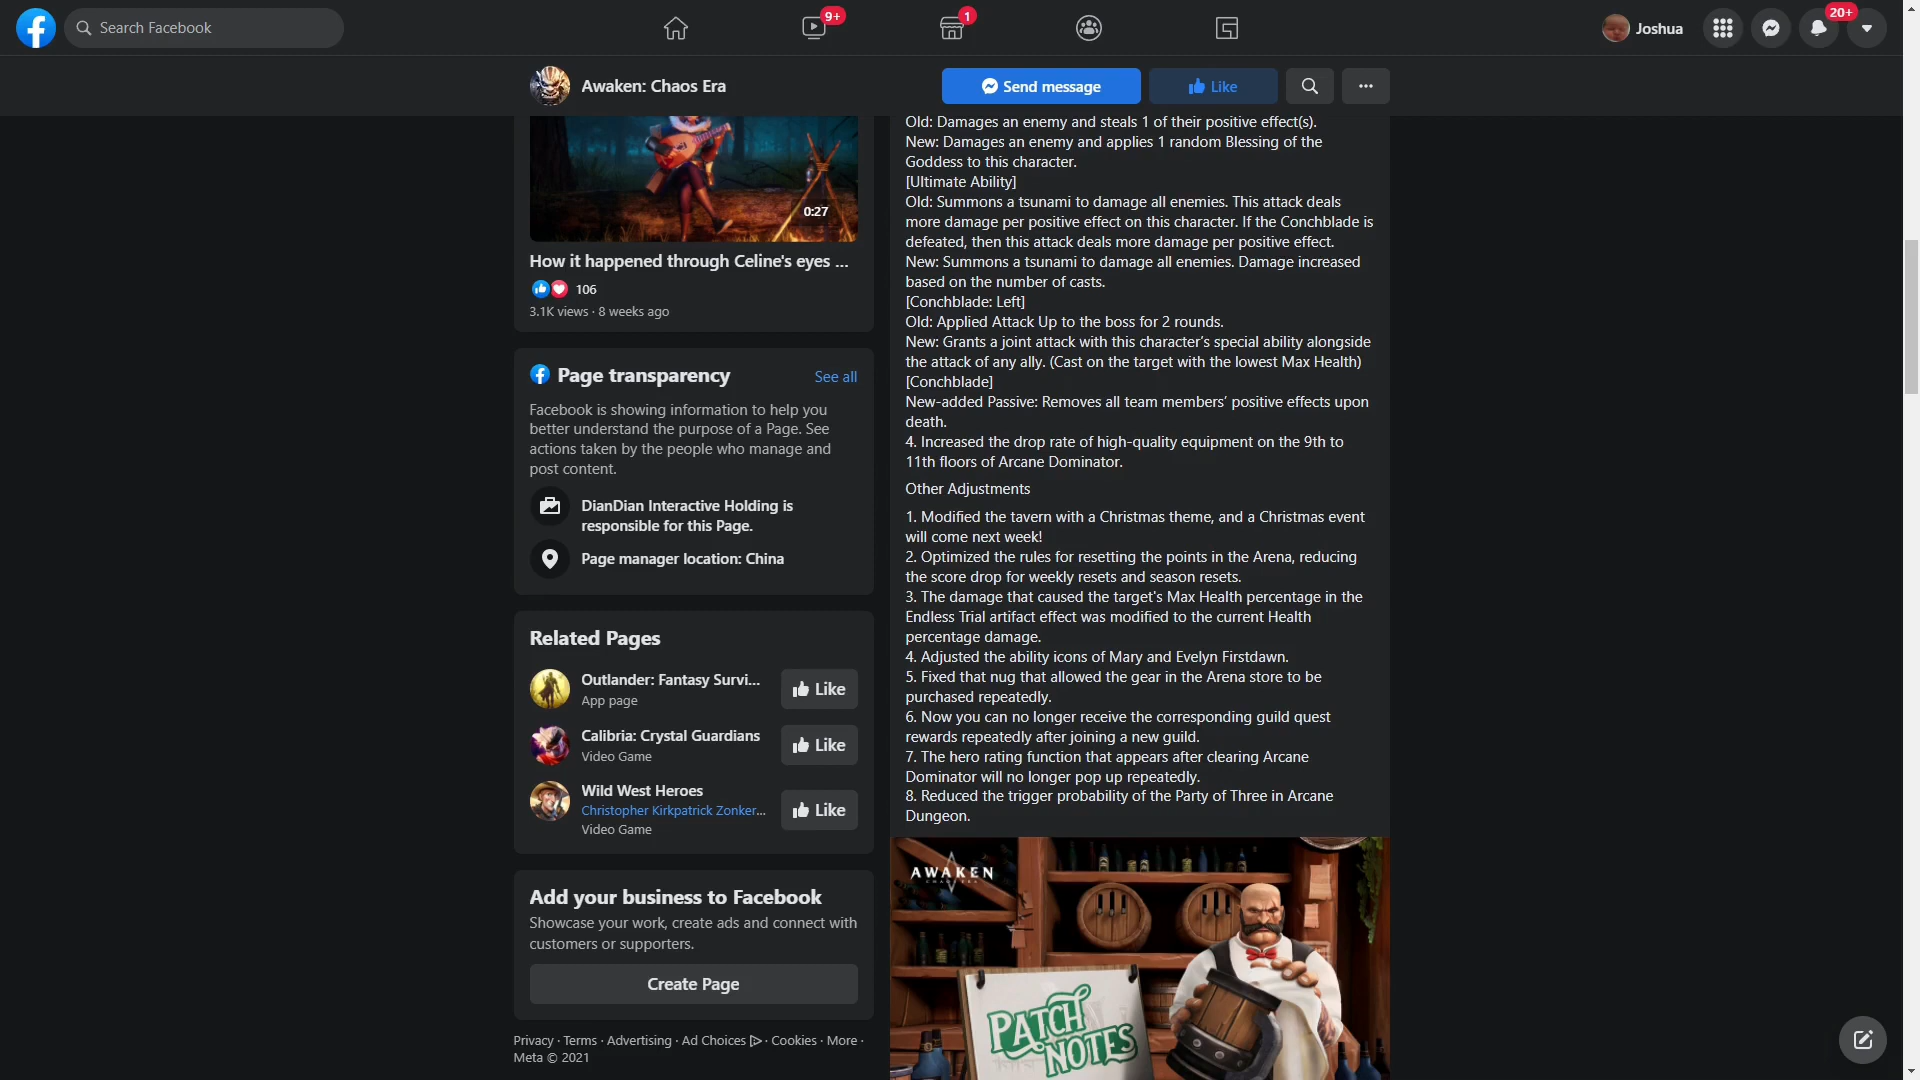 Search Facebook
9+
1
Joshua
20+
Awaken: Chaos Era
Send message
Like
0:27
How it happened through Celine's eyes ...
106
3.1K views · 8 weeks ago
Page transparency
See all
Facebook is showing information to help you
better understand the purpose of a Page. See
actions taken by the people who manage and
post content.
DianDian Interactive Holding is
responsible for this Page.
Page manager location: China
Related Pages
Outlander: Fantasy Survi...
App page
Like
Calibria: Crystal Guardians
Video Game
Like
Wild West Heroes
Christopher Kirkpatrick Zonker...
Video Game
Like
Add your business to Facebook
Showcase your work, create ads and connect with
customers or supporters.
Create Page
Privacy · Terms · Advertising · Ad Choices · Cookies · More ·
Meta © 2021
Old: Damages an enemy and steals 1 of their positive effect(s).
New: Damages an enemy and applies 1 random Blessing of the
Goddess to this character.
[Ultimate Ability]
Old: Summons a tsunami to damage all enemies. This attack deals
more damage per positive effect on this character. If the Conchblade is
defeated, then this attack deals more damage per positive effect.
New: Summons a tsunami to damage all enemies. Damage increased
based on the number of casts.
[Conchblade: Left]
Old: Applied Attack Up to the boss for 2 rounds.
New: Grants a joint attack with this character's special ability alongside
the attack of any ally. (Cast on the target with the lowest Max Health)
[Conchblade]
New-added Passive: Removes all team members' positive effects upon
death.
4. Increased the drop rate of high-quality equipment on the 9th to
11th floors of Arcane Dominator.
Other Adjustments
1. Modified the tavern with a Christmas theme, and a Christmas event
will come next week!
2. Optimized the rules for resetting the points in the Arena, reducing
the score drop for weekly resets and season resets.
3. The damage that caused the target's Max Health percentage in the
Endless Trial artifact effect was modified to the current Health
percentage damage.
4. Adjusted the ability icons of Mary and Evelyn Firstdawn.
5. Fixed that nug that allowed the gear in the Arena store to be
purchased repeatedly.
6. Now you can no longer receive the corresponding guild quest
rewards repeatedly after joining a new guild.
7. The hero rating function that appears after clearing Arcane
Dominator will no longer pop up repeatedly.
8. Reduced the trigger probability of the Party of Three in Arcane
Dungeon.
AWAKEN
CHAOS ERA
PATCH
NOTES